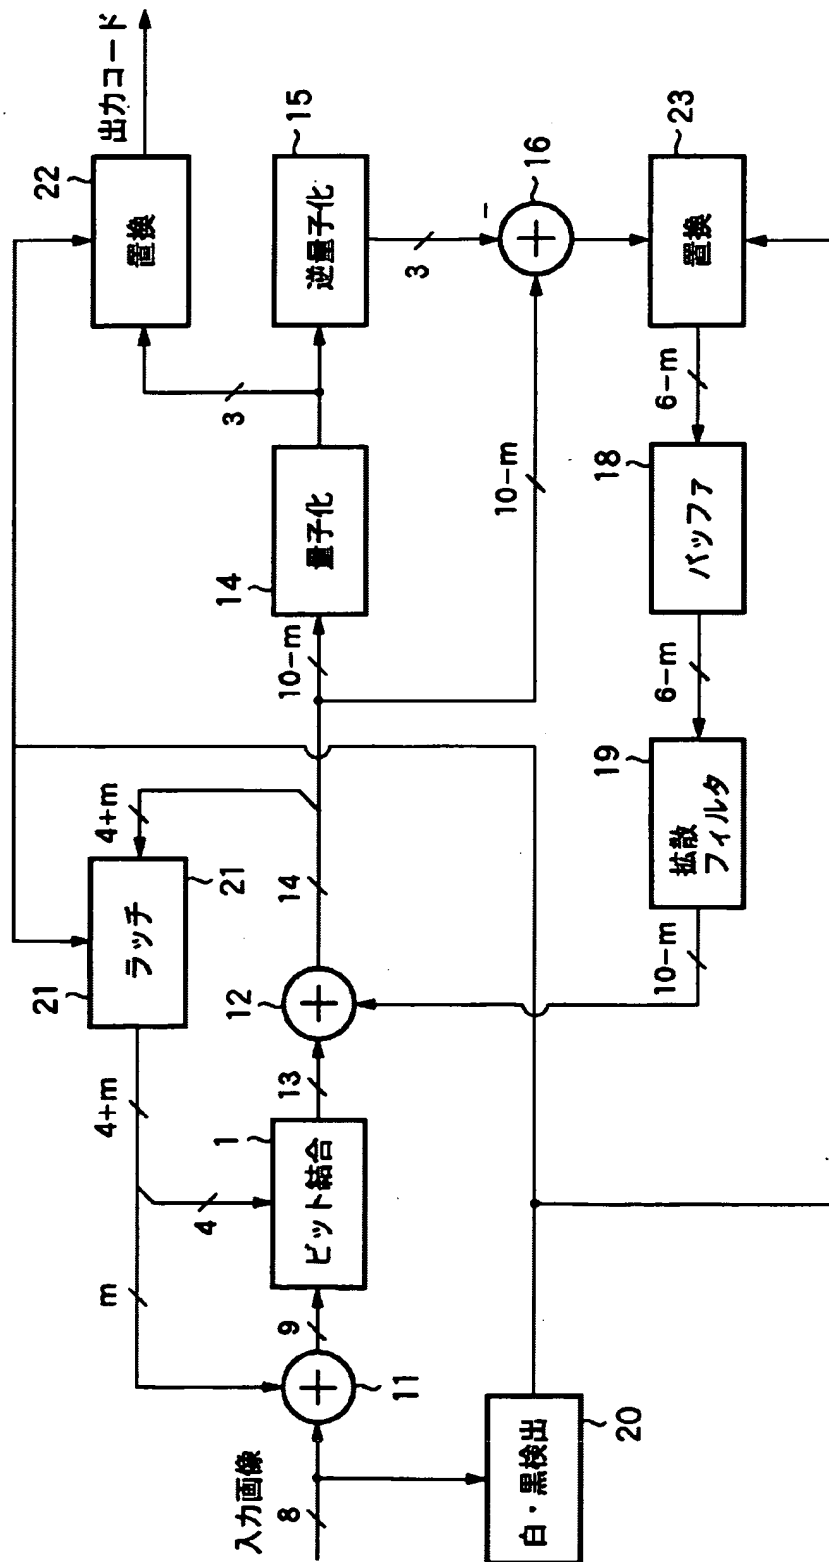 入力画像
8
11
9
m
白・黒検出
20
ビット結合
1
4
4+m
13
12
ラッチ
21
21
4+m
14
10-m
量子化
14
3
置換
22
出力コード
逆量子化
15
3
-
16
10-m
置換
23
6-m
バッファ
18
6-m
拡散
フィルタ
19
10-m